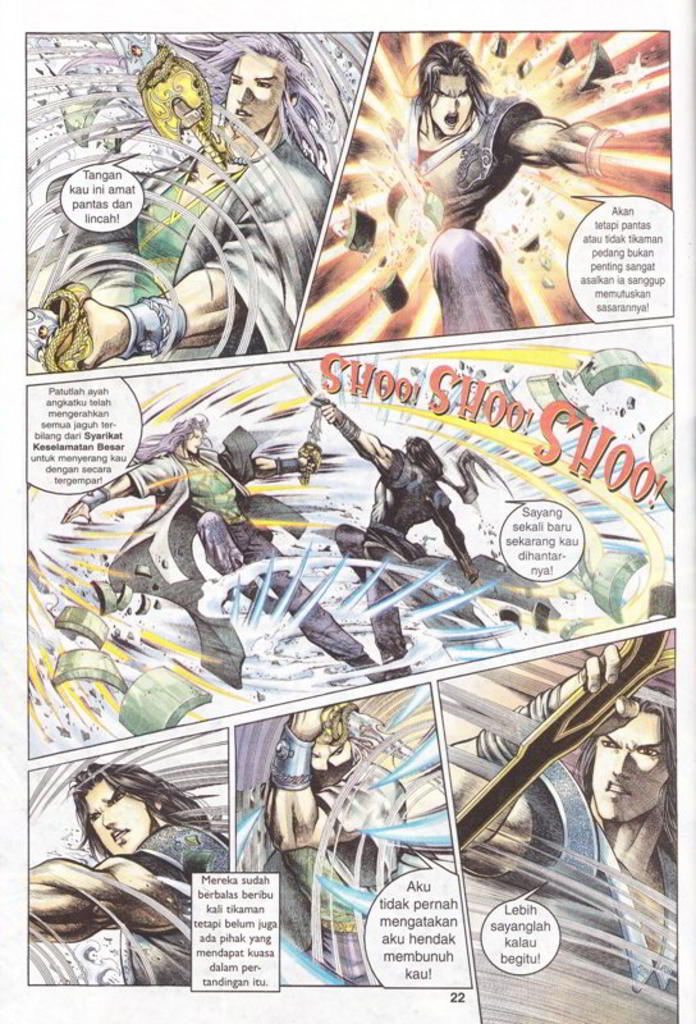 Tangan
kau ini amat
pantas dan
lincah!
Akan
tetapi pantas
atau tidak tikaman
pedang bukan
penting sangat
asalkan ia sanggup
memutuskan
sasarannya!
Patutlah ayah
angkatku telah
mengerahkan
semua jaguh ter-
bilang dari Syarikat
Keselamatan Besar
untuk menyerang kau
dengan secara
tergempar!
SHOO! SHOO! SHOO!
Sayang
sekali baru
sekarang kau
dihantar-
nya!
Mereka sudah
berbalas beribu
kali tikaman
tetapi belum juga
ada pihak yang
mendapat kuasa
dalam per-
tandingan itu.
Aku
tidak pernah
mengatakan
aku hendak
membunuh
kau!
Lebih
sayanglah
kalau
begitu!
22